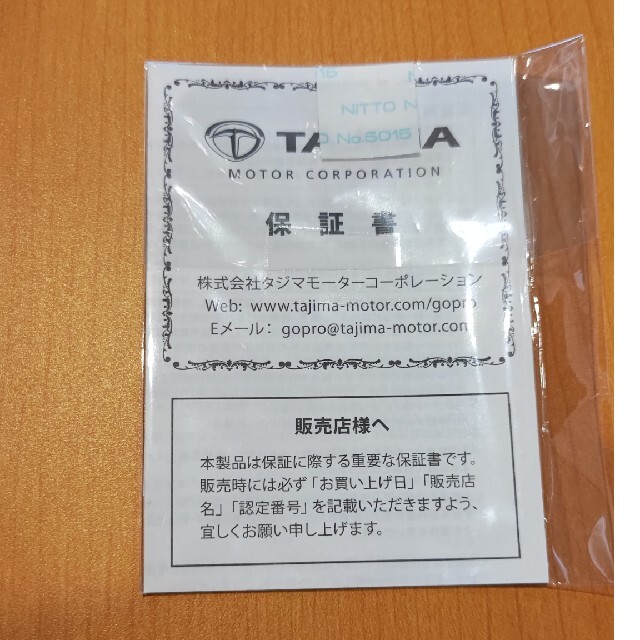 NITTO
No.5015
MOTOR CORPORATION
保証書
株式会社タジマモーターコーポレーション
Web: www.tajima-motor.com/gopro
Eメール: gopro@tajima-motor.com
販売店様へ
本製品は保証に際する重要な保証書です。
販売時には必ず「お買い上げ日」「販売店
名」「認定番号」を記載いただきますよう、
宜しくお願い申し上げます。